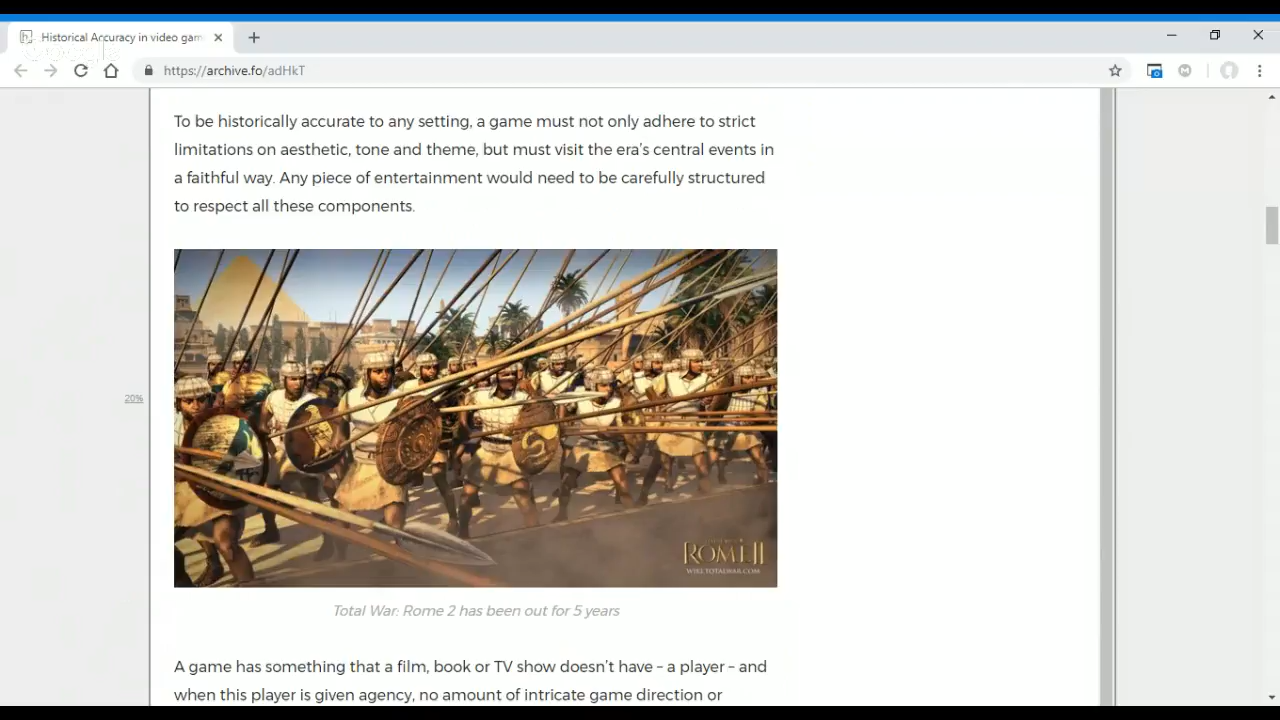 Historical Accuracy in video gam
https://archive.fo/adHkT
To be historically accurate to any setting, a game must not only adhere to strict
limitations on aesthetic, tone and theme, but must visit the era's central events in
a faithful way. Any piece of entertainment would need to be carefully structured
to respect all these components.
20%
ROME II
WIKI.TOTALWAR.COM
Total War: Rome 2 has been out for 5 years
A game has something that a film, book or TV show doesn't have – a player – and
when this player is given agency, no amount of intricate game direction or